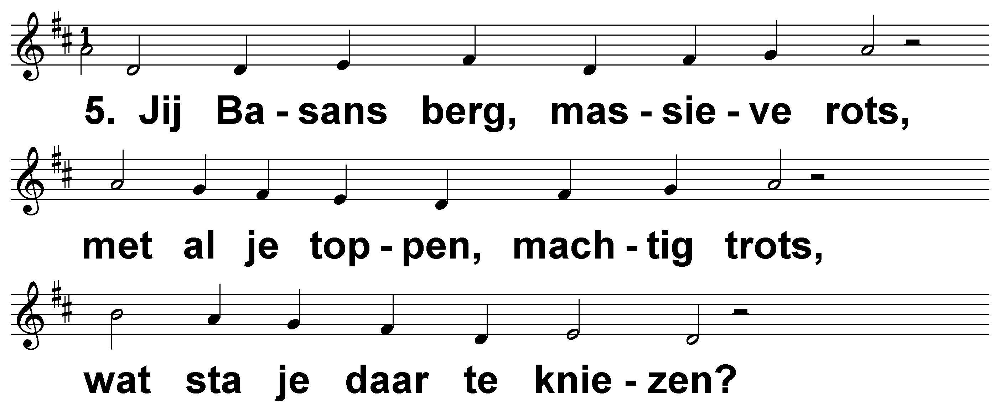 1
5. Jij Ba - sans berg, mas - sie - ve rots,
met al je top - pen, mach - tig trots,
wat sta je daar te knie - zen?